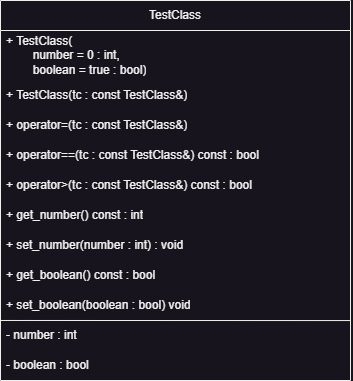 TestClass
+ TestClass(
number = 0 : int,
boolean = true : bool)
+ TestClass(tc : const TestClass&)
+ operator=(tc : const TestClass&)
+ operator==(tc : const TestClass&) const : bool
+ operator>(tc : const TestClass&) const : bool
+ get_number() const : int
+ set_number(number : int) : void
+ get_boolean() const : bool
+ set_boolean(boolean : bool) void
- number : int
- boolean : bool